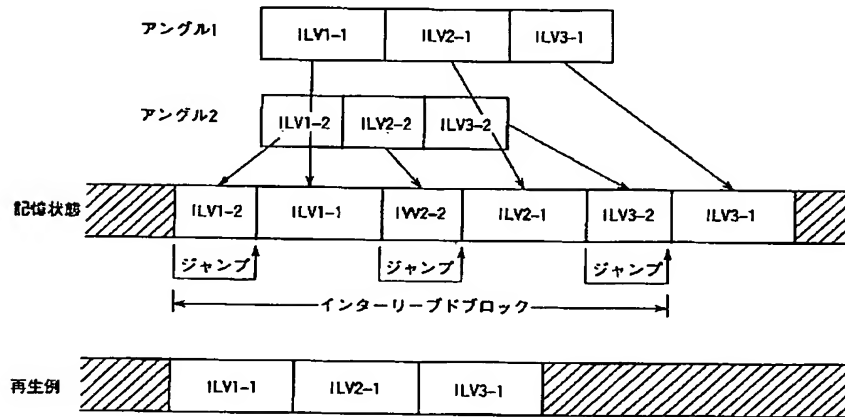 アングル1 ILV1-1 ILV2-1 ILV3-1
アングル2 ILV1-2 ILV2-2 ILV3-2
記憶状態 ILV1-2 ILV1-1 IVV2-2 ILV2-1 ILV3-2 ILV3-1
ジャンプ ジャンプ ジャンプ
インターリーブドブロック
再生例 ILV1-1 ILV2-1 ILV3-1